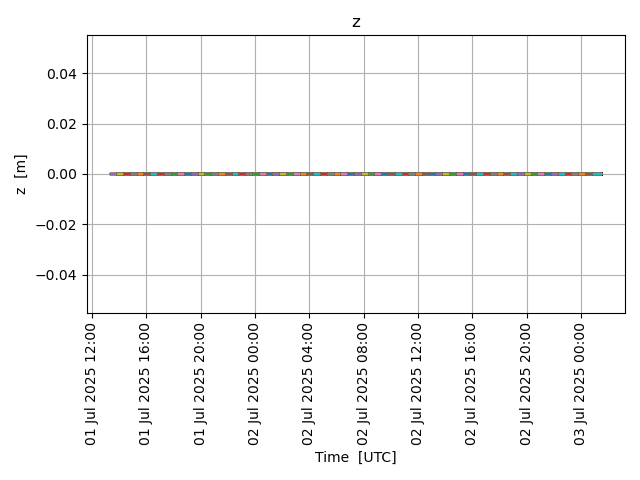 z
0.04
0.02
0.00
−0.02
−0.04
z [m]
01 Jul 2025 12:00
01 Jul 2025 16:00
01 Jul 2025 20:00
02 Jul 2025 00:00
02 Jul 2025 04:00
02 Jul 2025 08:00
02 Jul 2025 12:00
02 Jul 2025 16:00
02 Jul 2025 20:00
03 Jul 2025 00:00
Time [UTC]